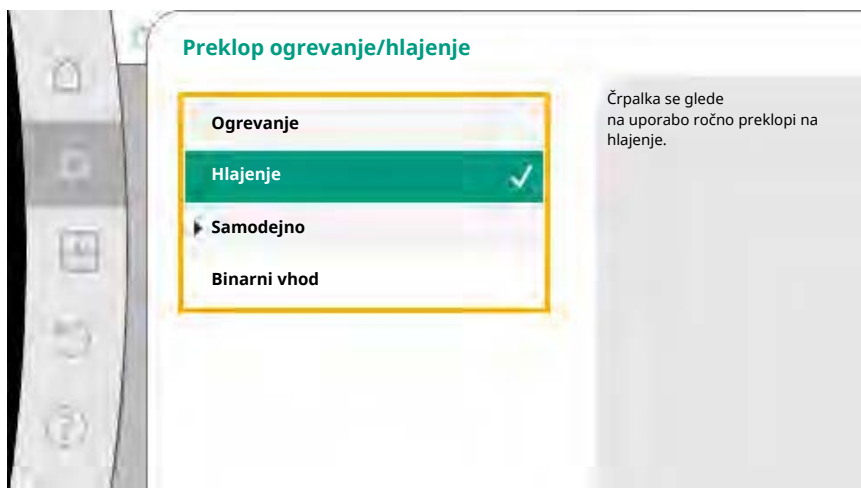 Preklop ogrevanje/hlajenje
Ogrevanje
Hlajenje
Samodejno
Binarni vhod
Črpalka se glede
na uporabo ročno preklopi na
hlajenje.